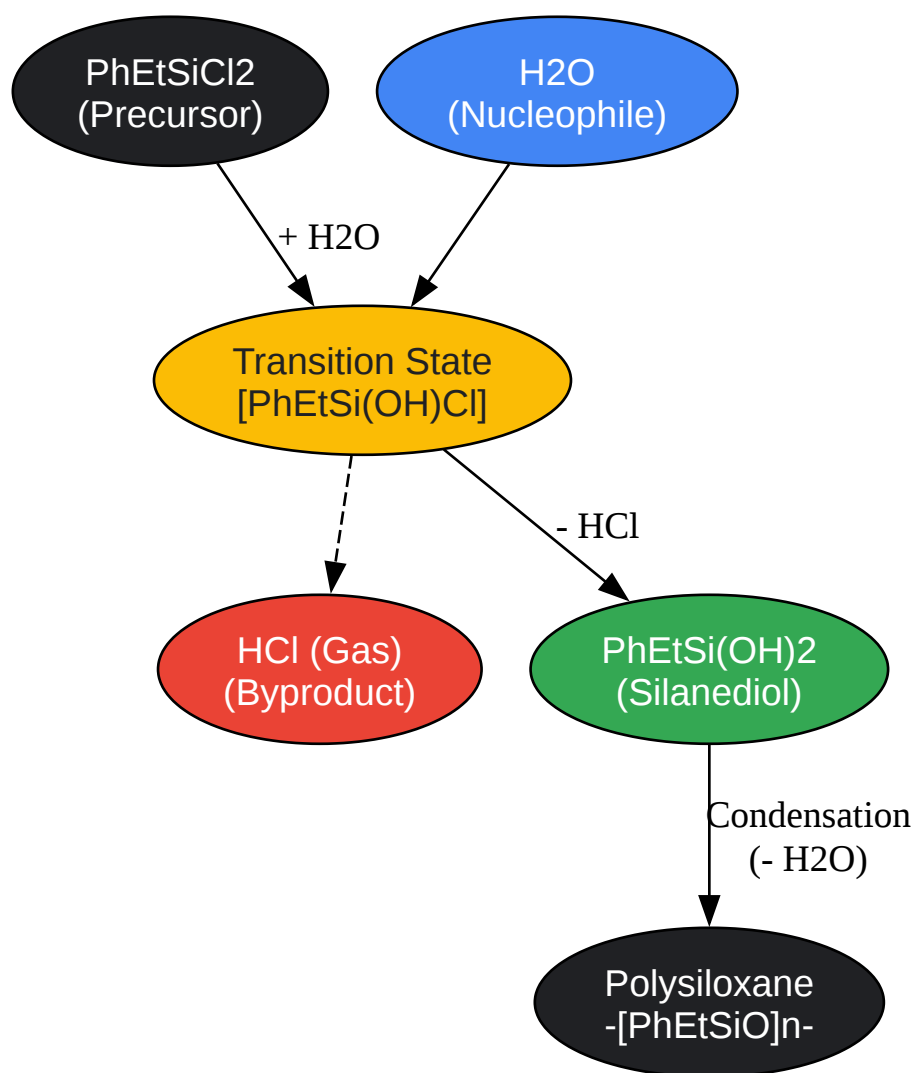 PhEtSiCl2
(Precursor)
H2O
(Nucleophile)
+ H2O
Transition State
[PhEtSi(OH)Cl]
- HCl
HCl (Gas)
(Byproduct)
PhEtSi(OH)2
(Silanediol)
Condensation
(- H2O)
Polysiloxane
-[PhEtSiO]n-